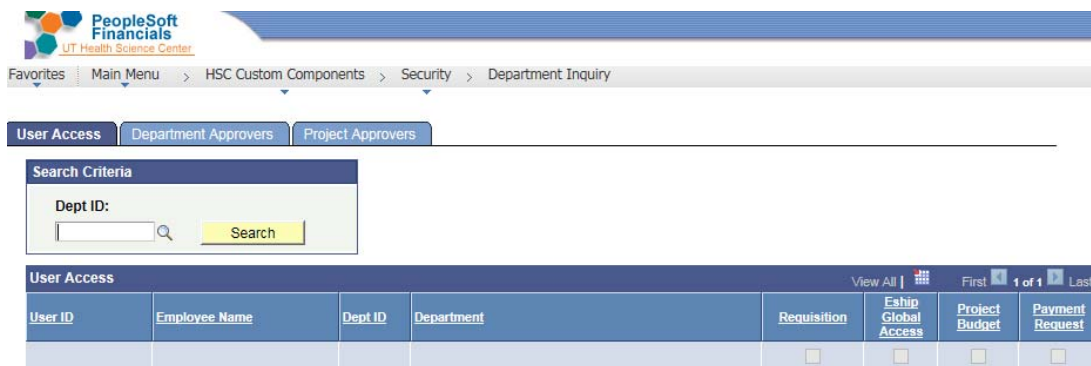 PeopleSoft
Financials
UT Health Science Center
Favorites Main Menu > HSC Custom Components > Security > Department Inquiry
User Access Department Approvers Project Approvers
Search Criteria
Dept ID:
Search
User Access View All | First 1 of 1 Last
User ID Employee Name Dept ID Department Requisition Eship Global Access Project Budget Payment Request